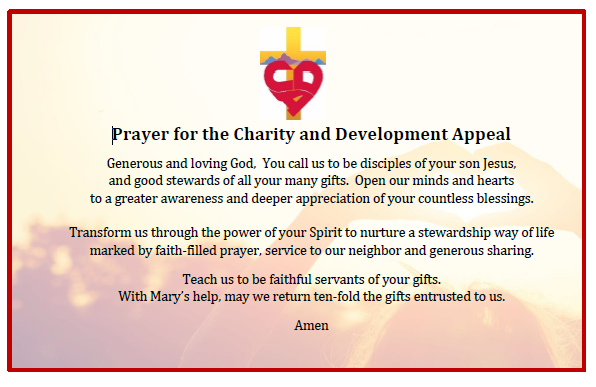 Prayer for the Charity and Development Appeal
Generous and loving God,  You call us to be disciples of your son Jesus,
and good stewards of all your many gifts.  Open our minds and hearts
to a greater awareness and deeper appreciation of your countless blessings.
Transform us through the power of your Spirit to nurture a stewardship way of life
marked by faith-filled prayer, service to our neighbor and generous sharing.
Teach us to be faithful servants of your gifts.
With Mary's help, may we return ten-fold the gifts entrusted to us.
Amen